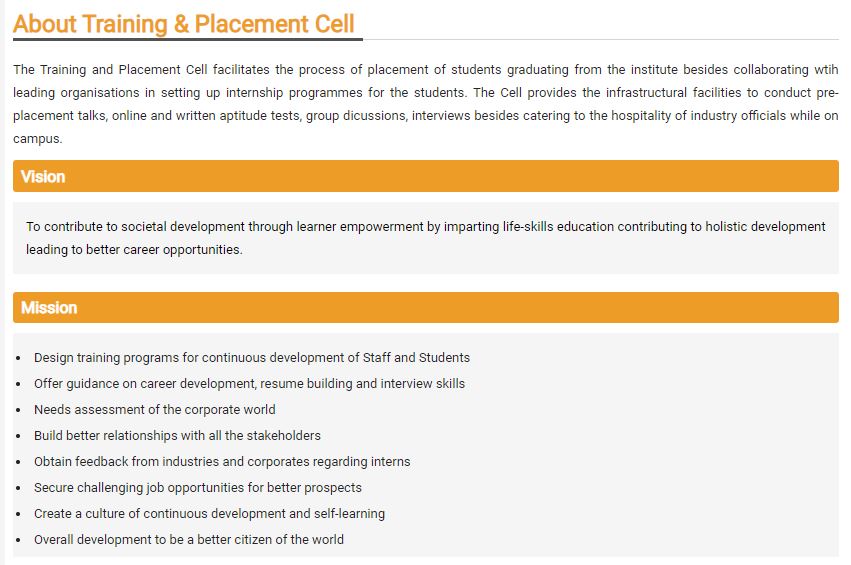 About Training & Placement Cell
The Training and Placement Cell facilitates the process of placement of students graduating from the institute besides collaborating wtih
leading organisations in setting up internship programmes for the students. The Cell provides the infrastructural facilities to conduct pre-
placement talks, online and written aptitude tests, group dicussions, interviews besides catering to the hospitality of industry officials while on
campus.
Vision
To contribute to societal development through learner empowerment by imparting life-skills education contributing to holistic development
leading to better career opportunities.
Mission
• Design training programs for continuous development of Staff and Students
• Offer guidance on career development, resume building and interview skills
• Needs assessment of the corporate world
• Build better relationships with all the stakeholders
• Obtain feedback from industries and corporates regarding interns
• Secure challenging job opportunities for better prospects
• Create a culture of continuous development and self-learning
• Overall development to be a better citizen of the world